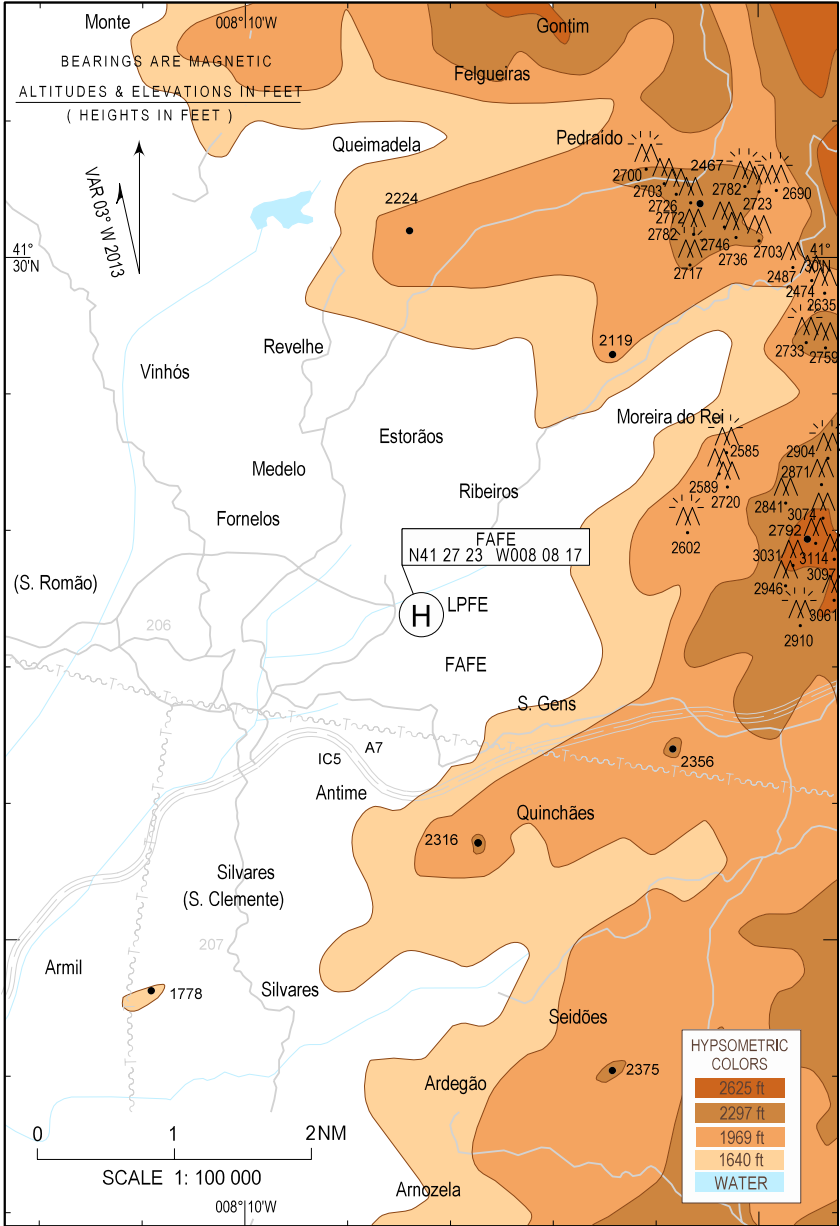 Monte
008° 10'W
Gontim
BEARINGS ARE MAGNETIC
ALTITUDES & ELEVATIONS IN FEET
( HEIGHTS IN FEET )
Felgueiras
Queimadela
Pedraído
VAR 03° W 2013
2224
2700
2703
2726
2772
2782
2717
2467
2782
2723
2690
2746
2736
2703
41°
30'N
41°
30'N
2487
2474
2635
2733
2759
2119
Revelhe
Vinhós
Moreira do Rei
Estorãos
Medelo
Ribeiros
Fornelos
2585
2589
2720
2602
2904
2871
2841
3074
2792
3031
3114
3097
2946
3061
2910
FAFE
N41 27 23 W008 08 17
(S. Romão)
H
LPFE
206
FAFE
S. Gens
IC5
A7
2356
Antime
Quinchães
2316
Silvares
(S. Clemente)
207
Armil
1778
Silvares
Seidões
2375
Ardegão
HYPSOMETRIC
COLORS
2625 ft
2297 ft
1969 ft
1640 ft
WATER
0 1 2NM
SCALE 1: 100 000
008° 10'W
Arnozela